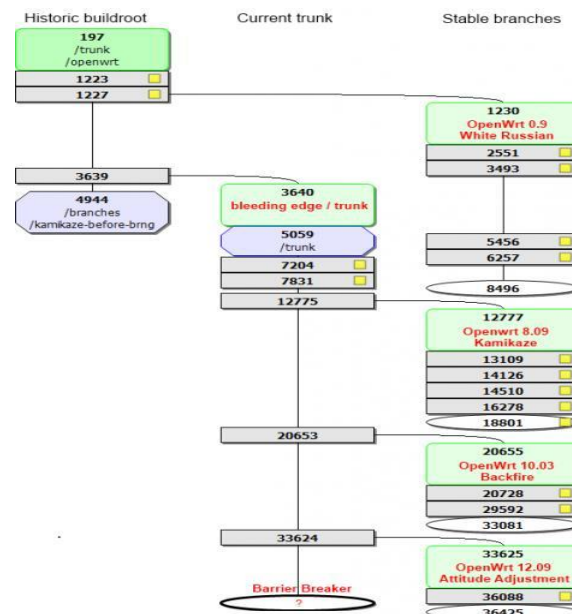 Historic buildroot
Current trunk
Stable branches
197
/trunk
/openwrt
1223
1227
1230
OpenWrt 0.9
White Russian
2551
3493
3639
4944
/branches
/kamikaze-before-brng
3640
bleeding edge / trunk
5059
/trunk
7204
7831
12775
5456
6257
8496
12777
Openwrt 8.09
Kamikaze
13109
14126
14510
16278
18801
20653
20655
OpenWrt 10.03
Backfire
20728
29592
33081
33624
33625
OpenWrt 12.09
Attitude Adjustment
36088
36425
Barrier Breaker
?